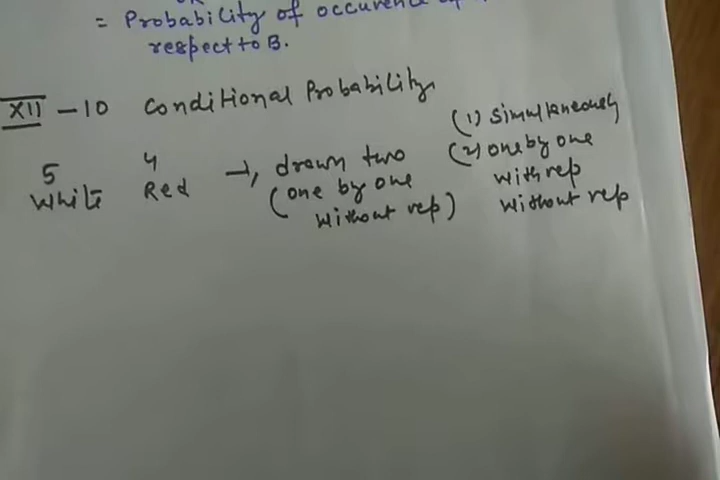 = Probability of occurence
respect to B.
XII - 10 Conditional Probability
5 White 4 Red → drawn two
(one by one
without rep)
(1) simultaneously
(2) one by one
with rep
without rep